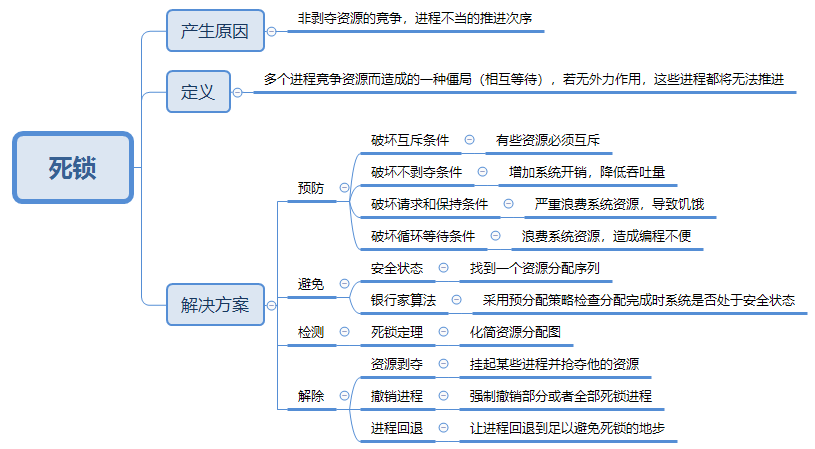 死锁
产生原因
非剥夺资源的竞争，进程不当的推进次序
定义
多个进程竞争资源而造成的一种僵局（相互等待），若无外力作用，这些进程都将无法推进
解决方案
预防
破坏互斥条件
有些资源必须互斥
破坏不剥夺条件
增加系统开销，降低吞吐量
破坏请求和保持条件
严重浪费系统资源，导致饥饿
破坏循环等待条件
浪费系统资源，造成编程不便
避免
安全状态
找到一个资源分配序列
银行家算法
采用预分配策略检查分配完成时系统是否处于安全状态
检测
死锁定理
化简资源分配图
解除
资源剥夺
挂起某些进程并抢夺他的资源
撤销进程
强制撤销部分或者全部死锁进程
进程回退
让进程回退到足以避免死锁的地步